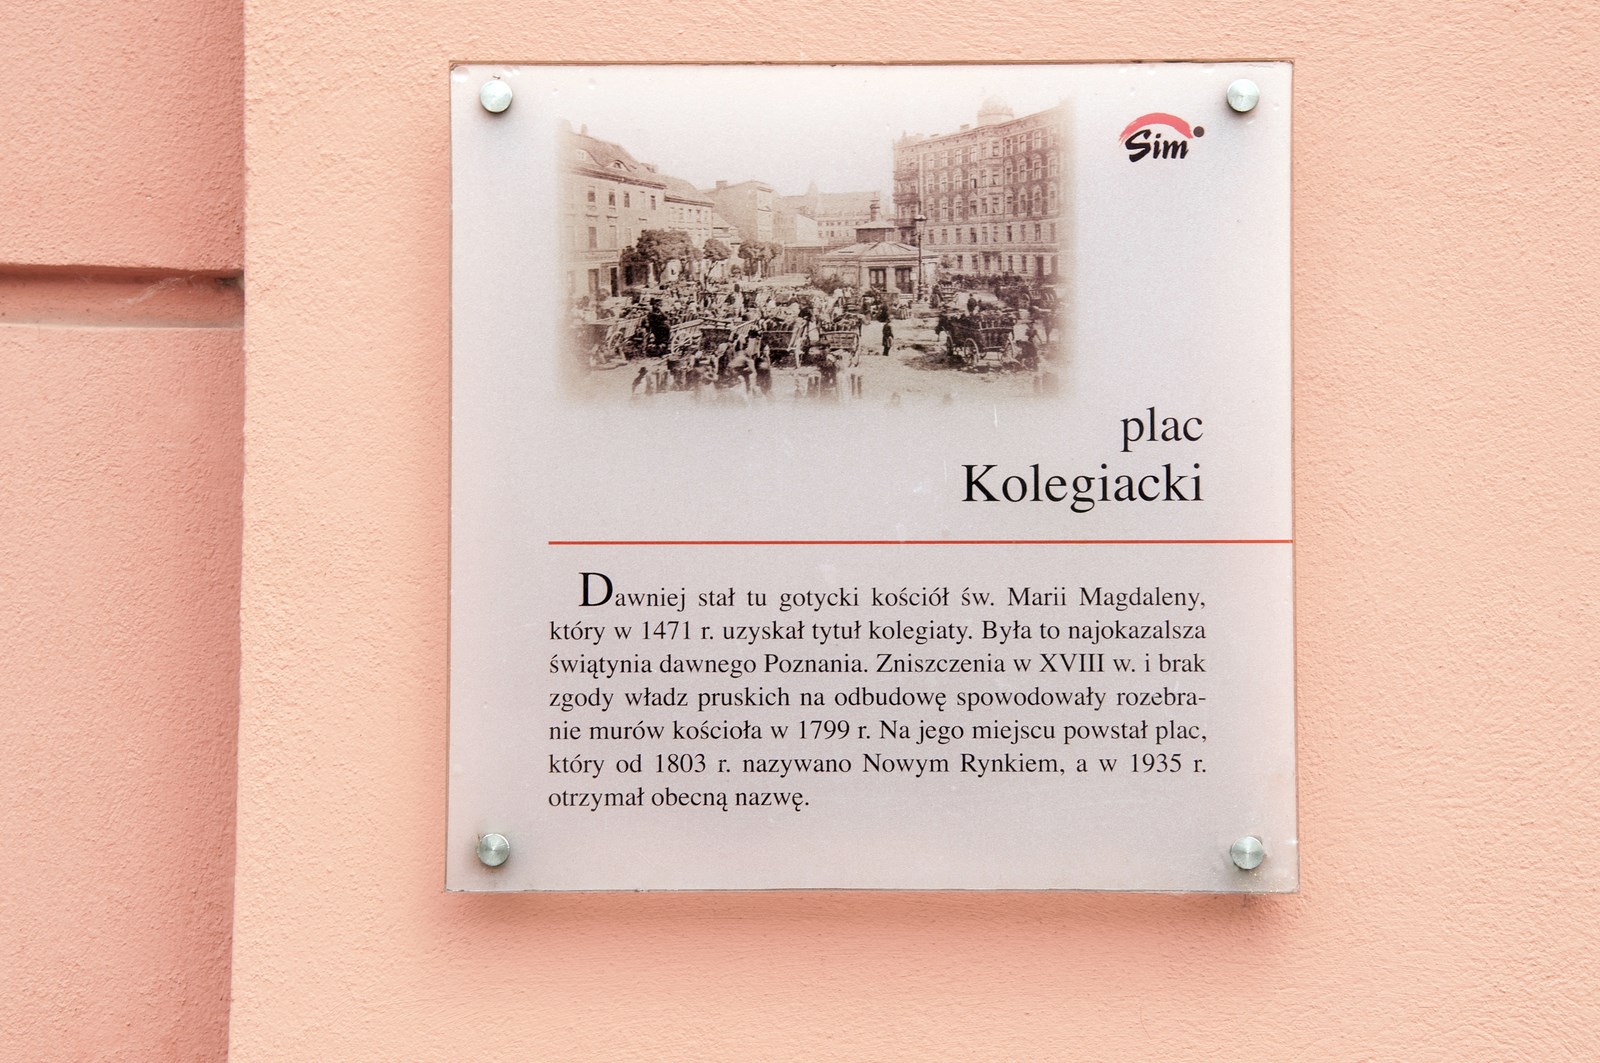 Sim
plac
Kolegiacki
Dawniej stał tu gotycki kościół św. Marii Magdaleny,
który w 1471 r. uzyskał tytuł kolegiaty. Była to najokazalsza
świątynia dawnego Poznania. Zniszczenia w XVIII w. i brak
zgody władz pruskich na odbudowę spowodowały rozebra-
nie murów kościoła w 1799 r. Na jego miejscu powstał plac,
który od 1803 r. nazywano Nowym Rynkiem, a w 1935 r.
otrzymał obecną nazwę.